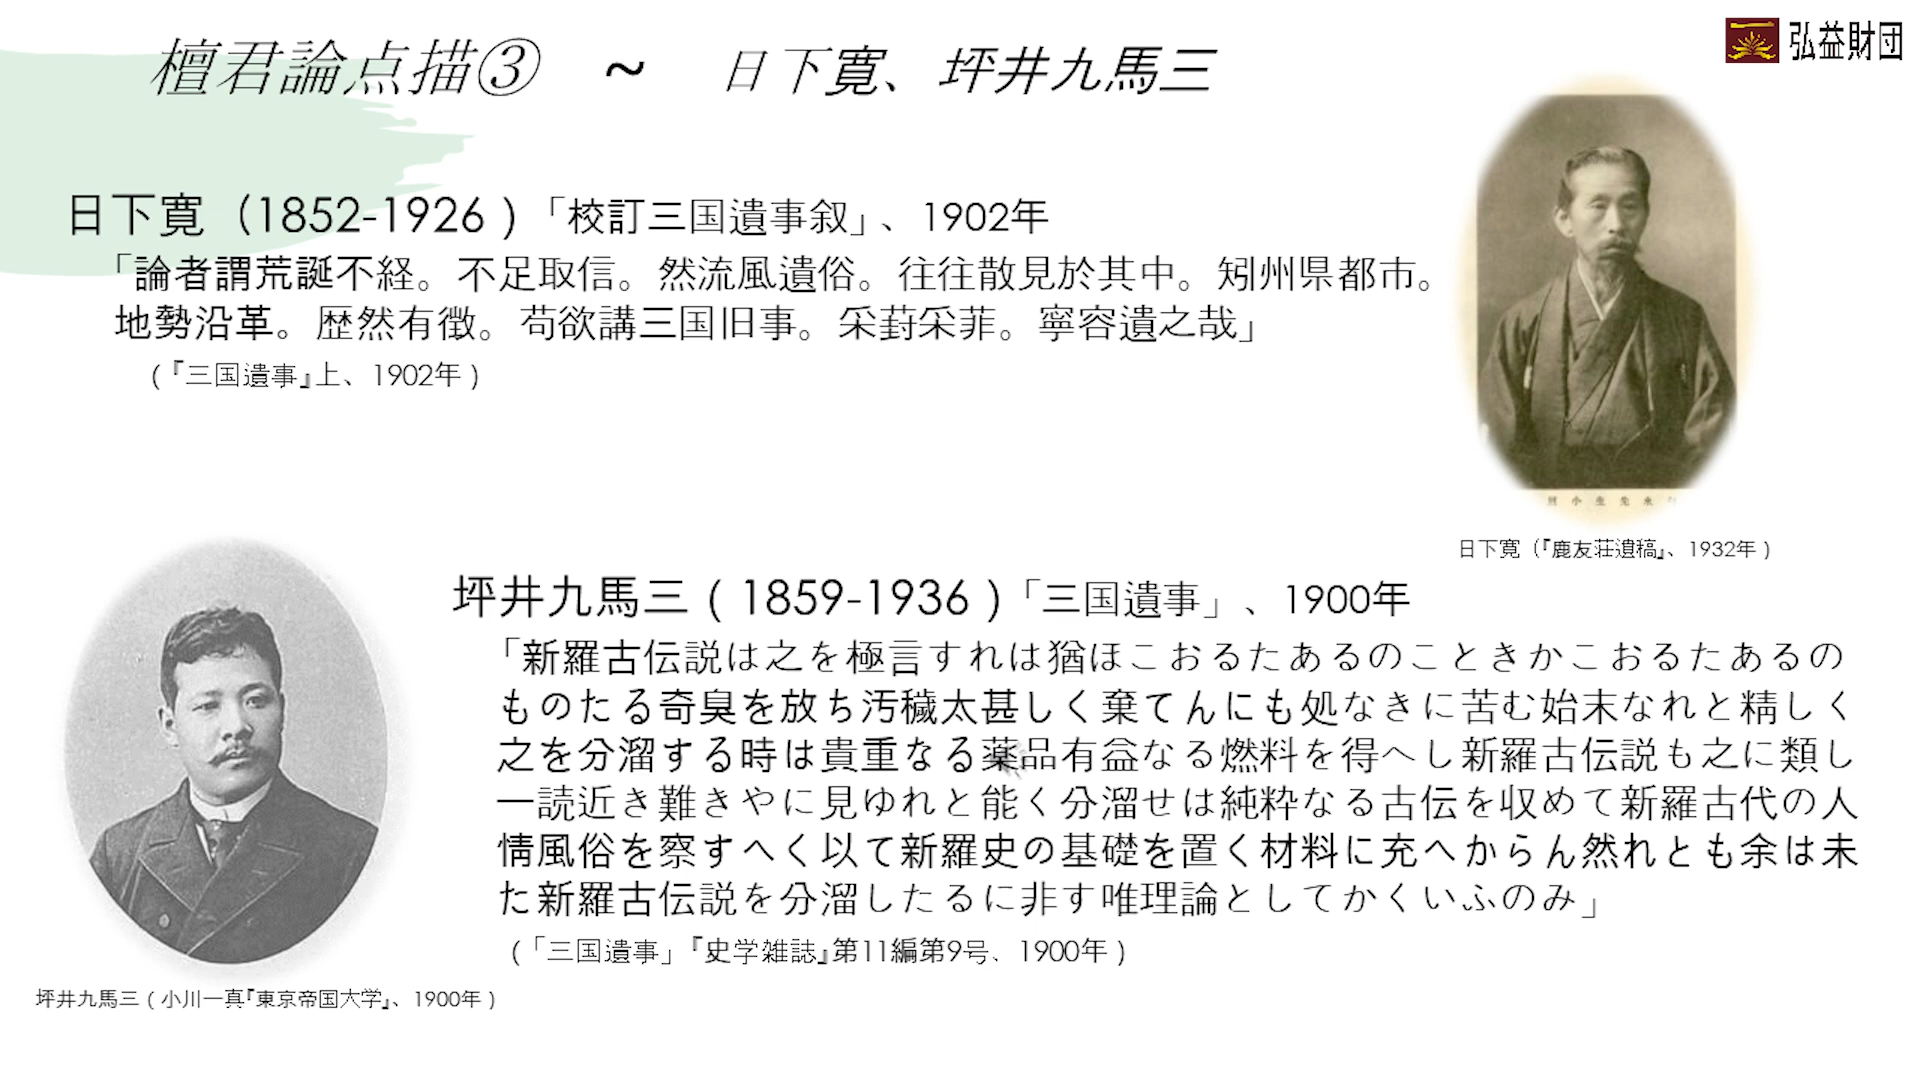 檀君論点描③　～　日下寛、坪井九馬三
弘益財団
日下寛（1852-1926）「校訂三国遺事叙」、1902年
「論者謂荒誕不経。不足取信。然流風遺俗。往往散見於其中。矧州県都市。
地勢沿革。歴然有徴。苟欲講三国旧事。采葑采菲。寧容遺之哉」
（『三国遺事』上、1902年）
日下寛（『鹿友荘遺稿』、1932年）
坪井九馬三（1859-1936）「三国遺事」、1900年
「新羅古伝説は之を極言すれは猶ほこおるたあるのこときかこおるたあるの
ものたる奇臭を放ち汚穢太甚しく棄てんにも処なきに苦む始末なれと精しく
之を分溜する時は貴重なる薬品有益なる燃料を得へし新羅古伝説も之に類し
一読近き難きやに見ゆれと能く分溜せは純粋なる古伝を収めて新羅古代の人
情風俗を察すへく以て新羅史の基礎を置く材料に充へからん然れとも余は未
た新羅古伝説を分溜したるに非す唯理論としてかくいふのみ」
（「三国遺事」『史学雑誌』第11編第9号、1900年）
坪井九馬三（小川一真『東京帝国大学』、1900年）